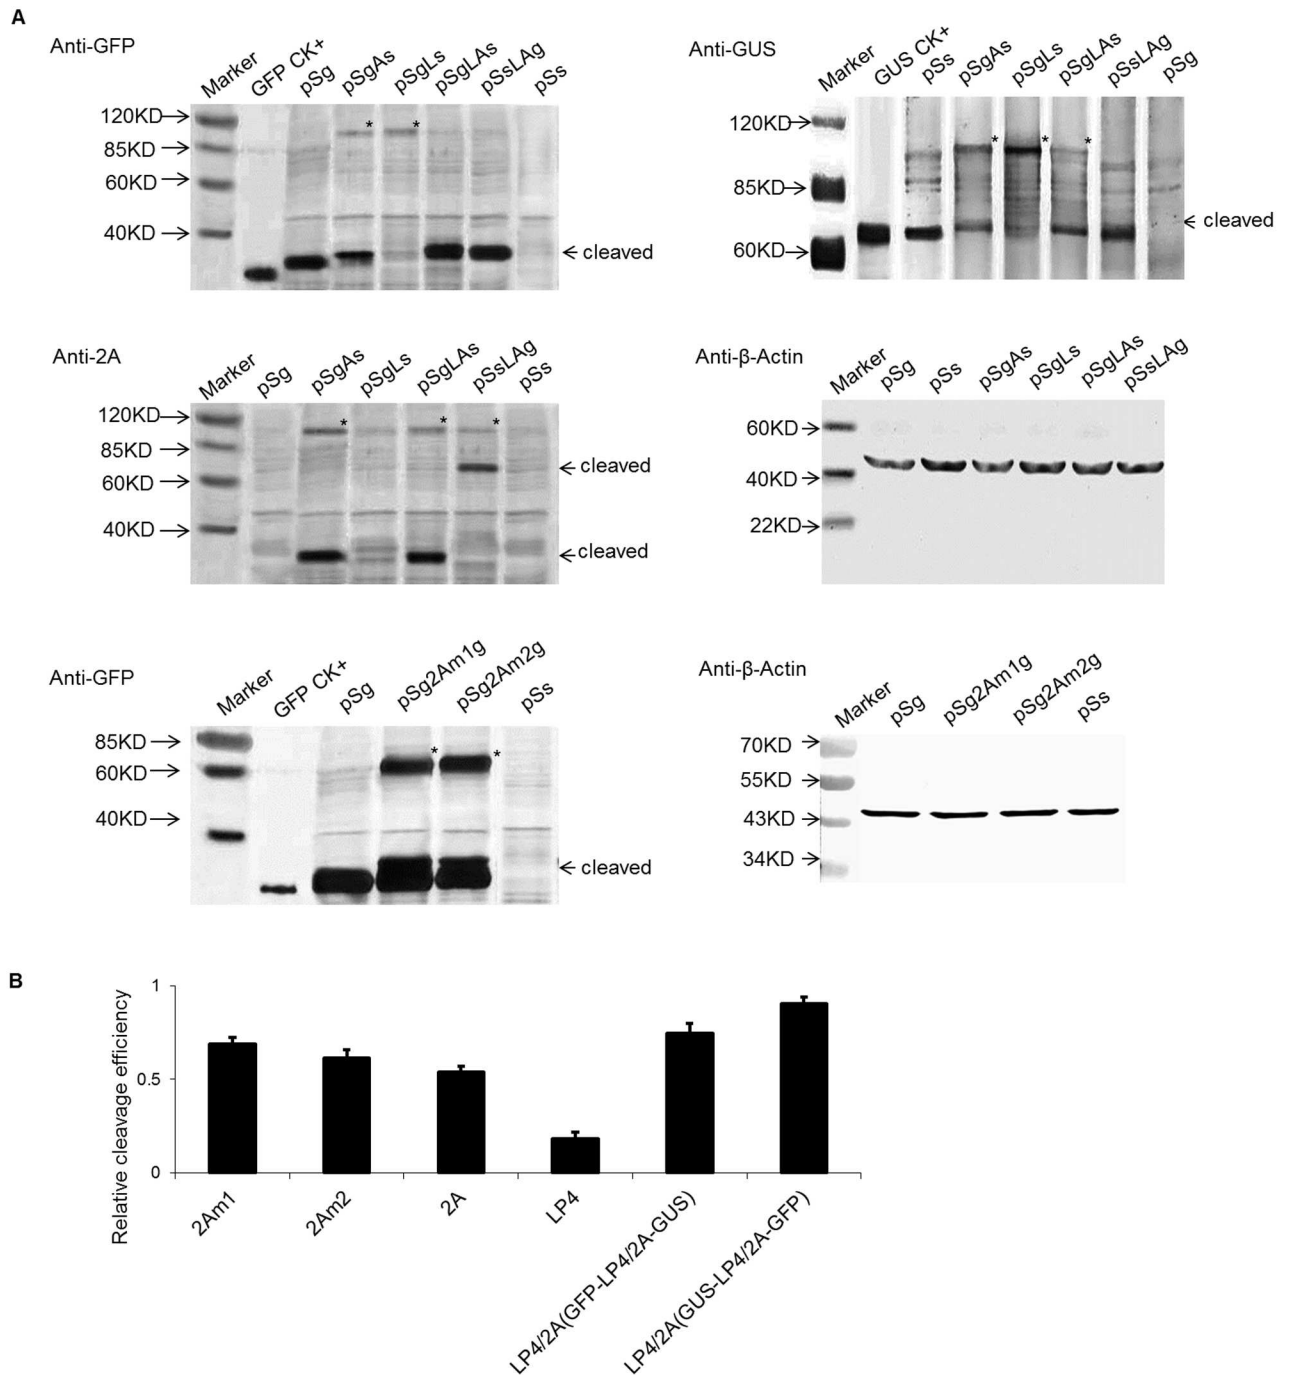 A
Anti-GFP
Marker
GFP CK+
pSg
pSgAs
pSgLs
pSgLAs
pSsLAg
pSs
120KD
85KD
60KD
40KD
*
*
cleaved
Anti-GUS
Marker
GUS CK+
pSs
pSgAs
pSgLs
pSgLAs
pSsLAg
pSg
120KD
85KD
60KD
*
*
*
cleaved
Anti-2A
Marker
pSg
pSgAs
pSgLs
pSgLAs
pSsLAg
pSs
120KD
85KD
60KD
40KD
*
*
*
cleaved
cleaved
Anti-β-Actin
Marker
pSg
pSs
pSgAs
pSgLs
pSgLAs
pSsLAg
60KD
40KD
22KD
Anti-GFP
Marker
GFP CK+
pSg
pSg2Am1g
pSg2Am2g
pSs
85KD
60KD
40KD
*
*
cleaved
Anti-β-Actin
Marker
pSg
pSg2Am1g
pSg2Am2g
pSs
70KD
55KD
43KD
34KD
B
Relative cleavage efficiency
1
0.5
0
2Am1
2Am2
2A
LP4
LP4/2A(GFP-LP4/2A-GUS)
LP4/2A(GUS-LP4/2A-GFP)